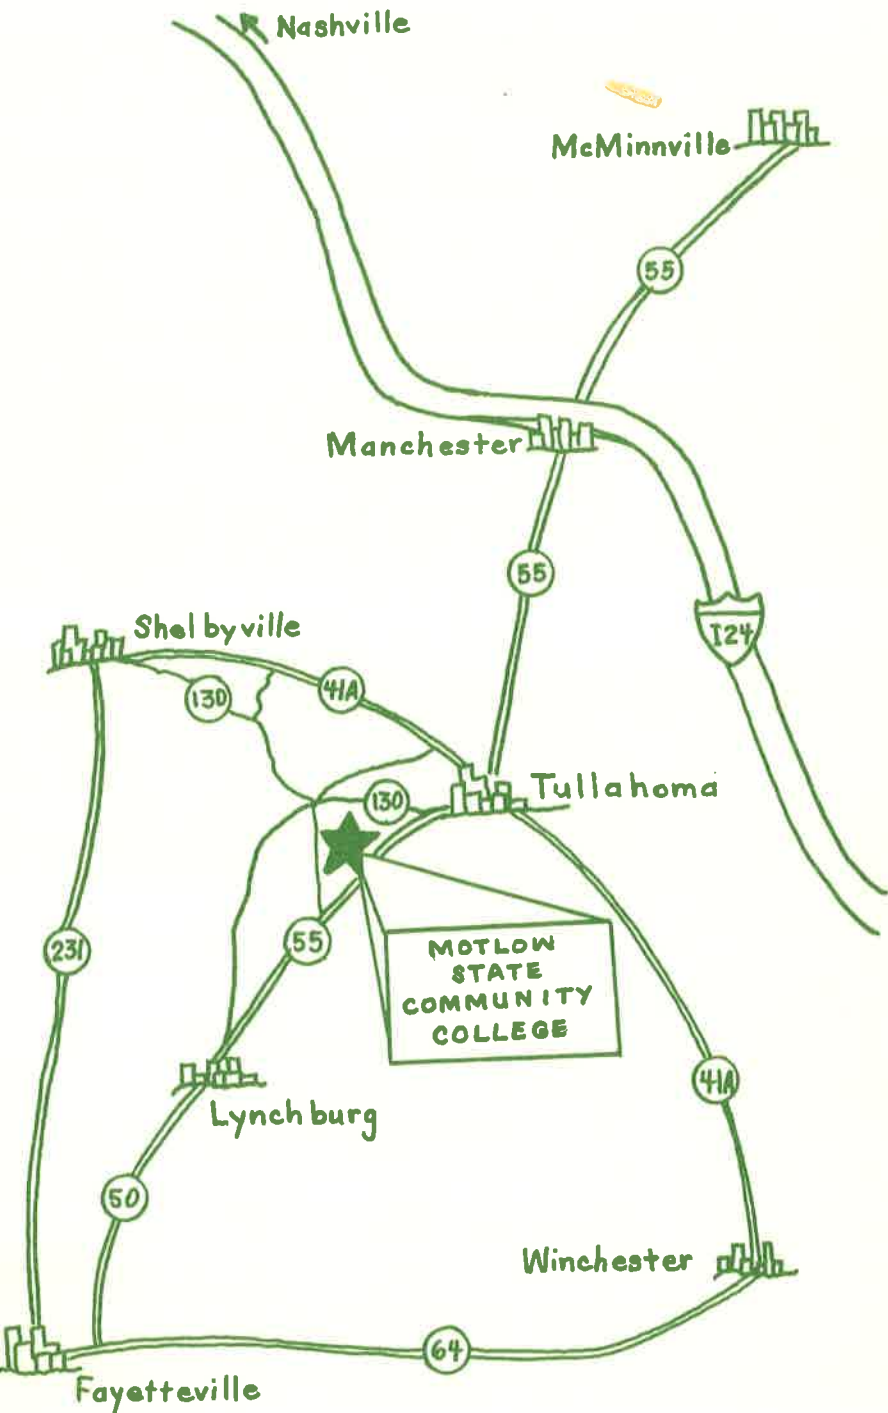 Nashville
McMinnville
55
Manchester
55
I24
Shelbyville
41A
130
Tullahoma
130
231
55
MOTLOW
STATE
COMMUNITY
COLLEGE
41A
Lynchburg
50
Winchester
64
Fayetteville